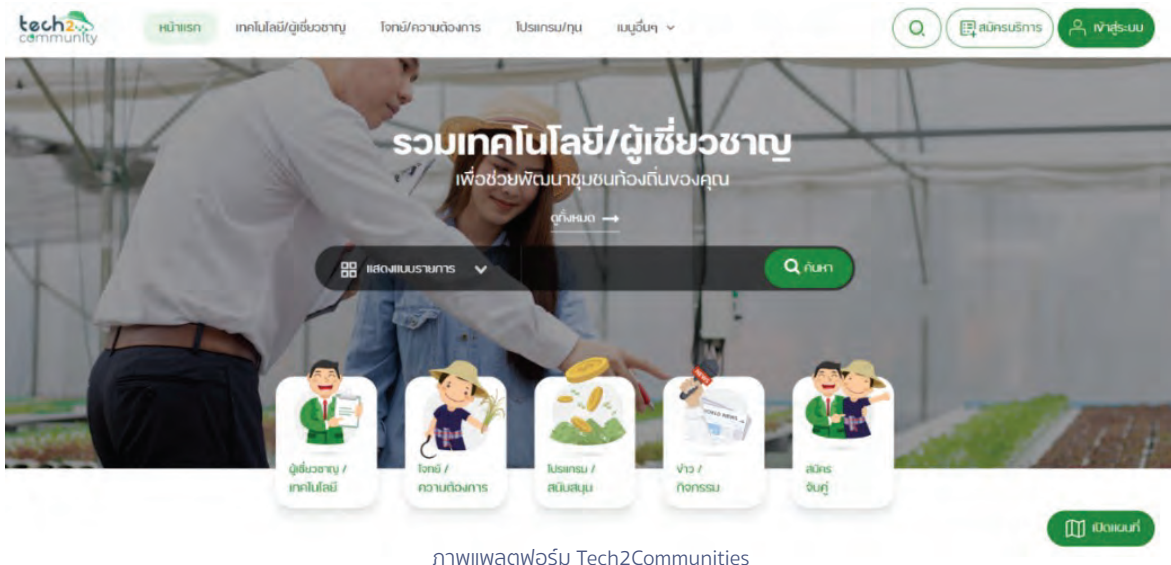 tech2
community
หน้าแรก
เทคโนโลยี/ผู้เชี่ยวชาญ
โจทย์/ความต้องการ
โปรแกรม/ทุน
เมนูอื่นๆ
สมัครบริการ
เข้าสู่ระบบ
รวมเทคโนโลยี/ผู้เชี่ยวชาญ
เพื่อช่วยพัฒนาชุมชนท้องถิ่นของคุณ
ดูทั้งหมด →
แสดงแบบรายการ
ค้นหา
ผู้เชี่ยวชาญ /
เทคโนโลยี
โจทย์ /
ความต้องการ
โปรแกรม /
สนับสนุน
NEWS
WORLD NEWS
ข่าว /
กิจกรรม
สมัคร
จับคู่
เปิดแผนที่
ภาพแพลตฟอร์ม Tech2Communities